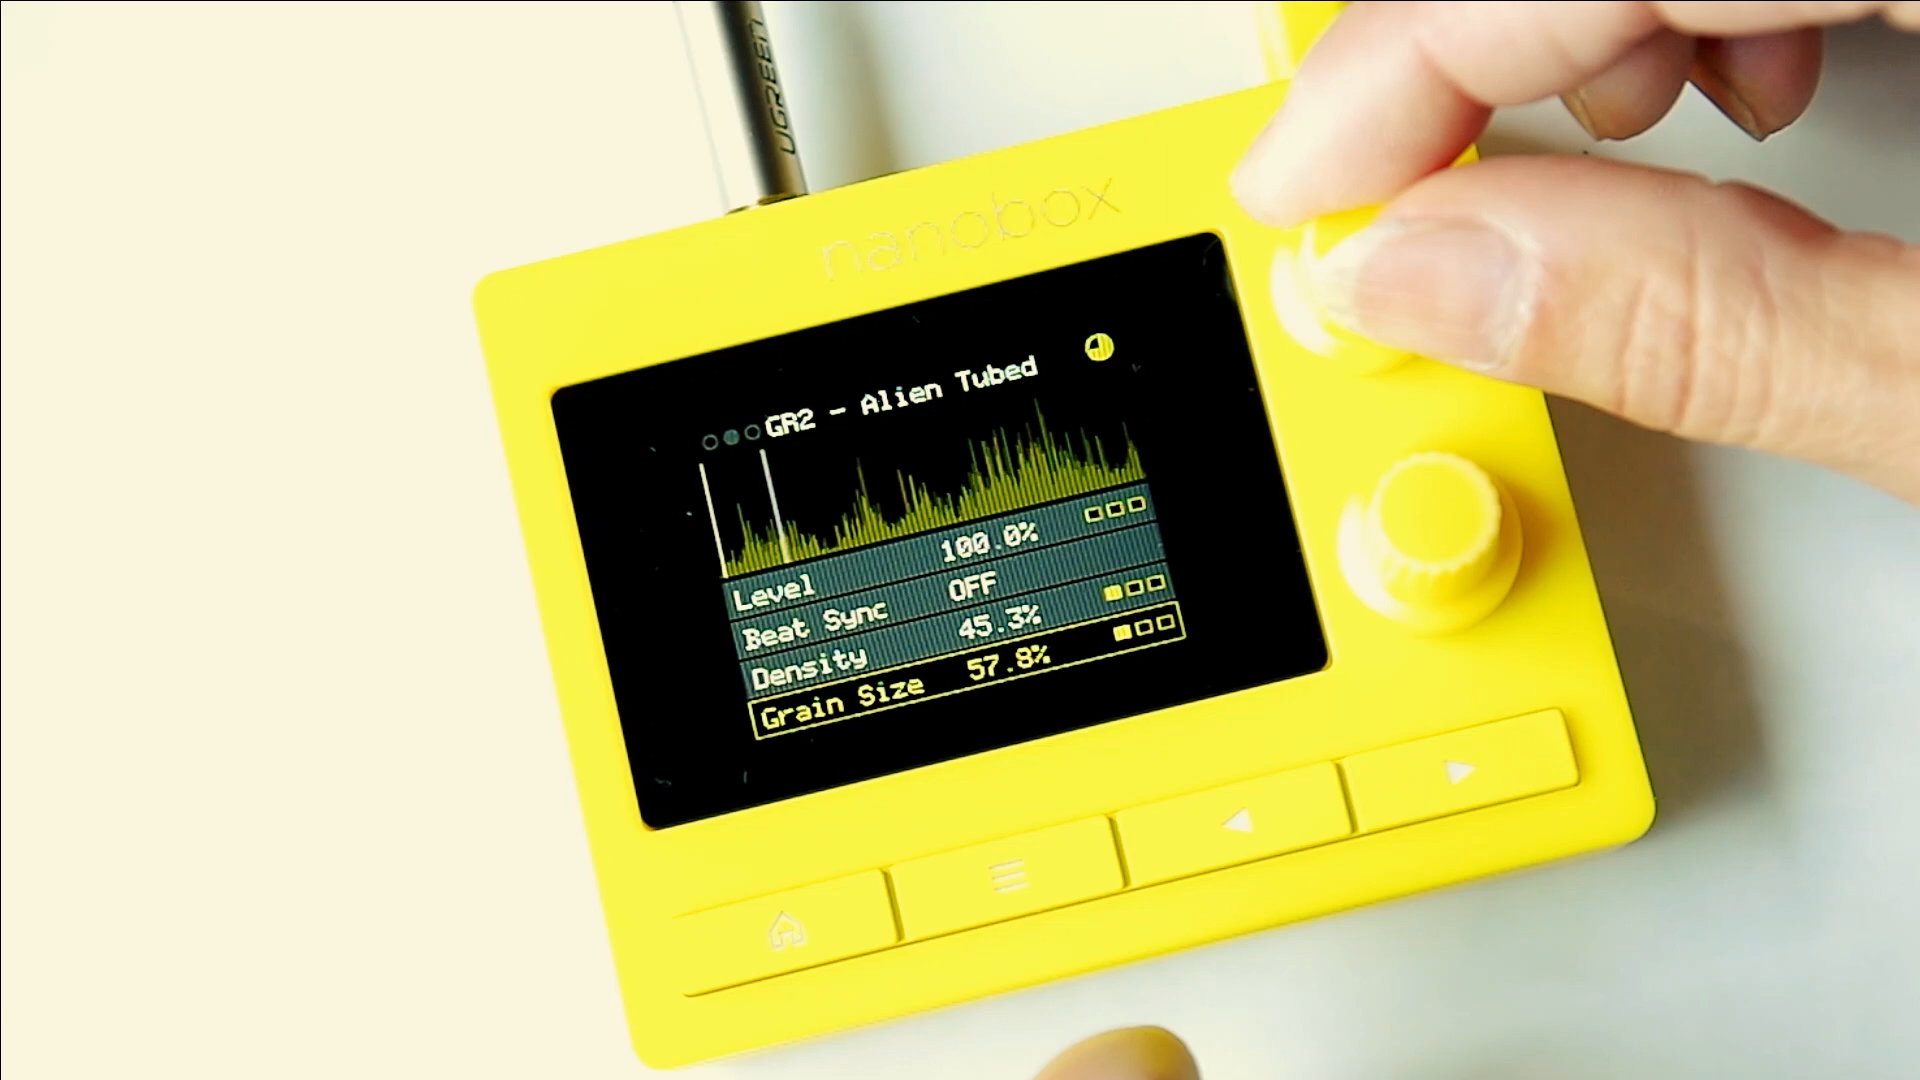 UGREEN
nanobox
GR2 - Alien Tubed
Level 100.0%
Beat Sync OFF
Density 45.3%
Grain Size 57.8%